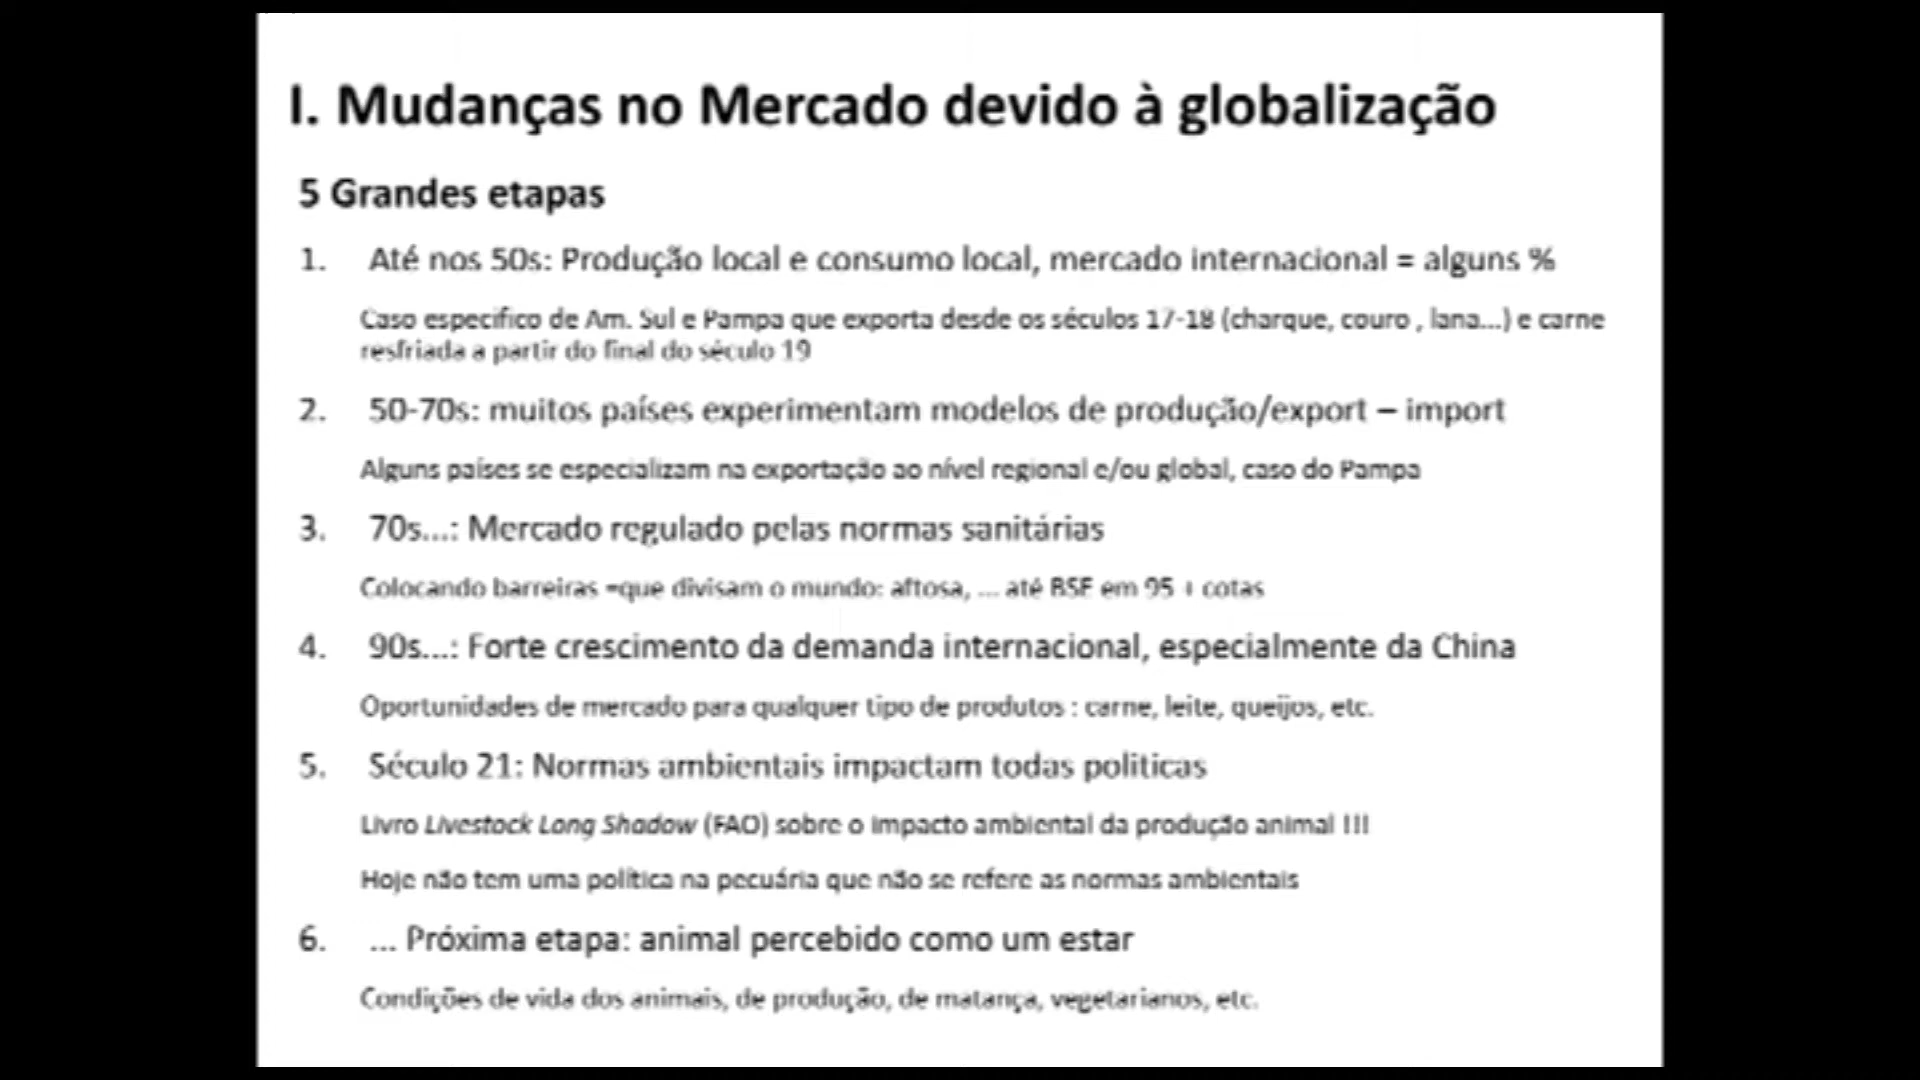 I. Mudanças no Mercado devido à globalização
5 Grandes etapas
1. Até nos 50s: Produção local e consumo local, mercado internacional = alguns %
Caso especifico de Am. Sul e Pampa que exporta desde os séculos 17-18 (charque, couro , lana...) e carne
resfriada a partir do final do século 19
2. 50-70s: muitos países experimentam modelos de produção/export – import
Alguns países se especializam na exportação ao nível regional e/ou global, caso do Pampa
3. 70s...: Mercado regulado pelas normas sanitárias
Colocando barreiras =que divisam o mundo: aftosa, ... até BSE em 95 + cotas
4. 90s...: Forte crescimento da demanda internacional, especialmente da China
Oportunidades de mercado para qualquer tipo de produtos : carne, leite, queijos, etc.
5. Século 21: Normas ambientais impactam todas politicas
Livro Livestock Long Shadow (FAO) sobre o impacto ambiental da produção animal !!!
Hoje não tem uma política na pecuária que não se refere as normas ambientais
6. ... Próxima etapa: animal percebido como um estar
Condições de vida dos animais, de produção, de matança, vegetarianos, etc.